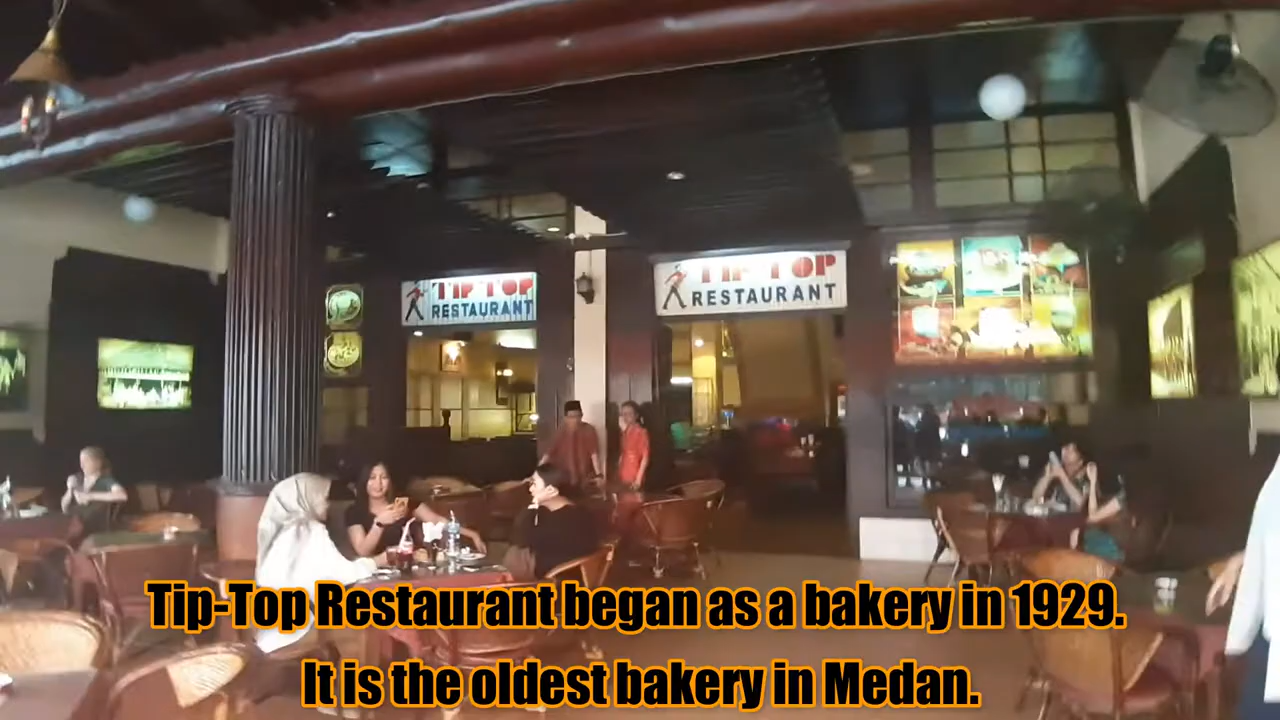 TIP TOP
RESTAURANT
TIP TOP
RESTAURANT
Tip-Top Restaurant began as a bakery in 1929.
It is the oldest bakery in Medan.